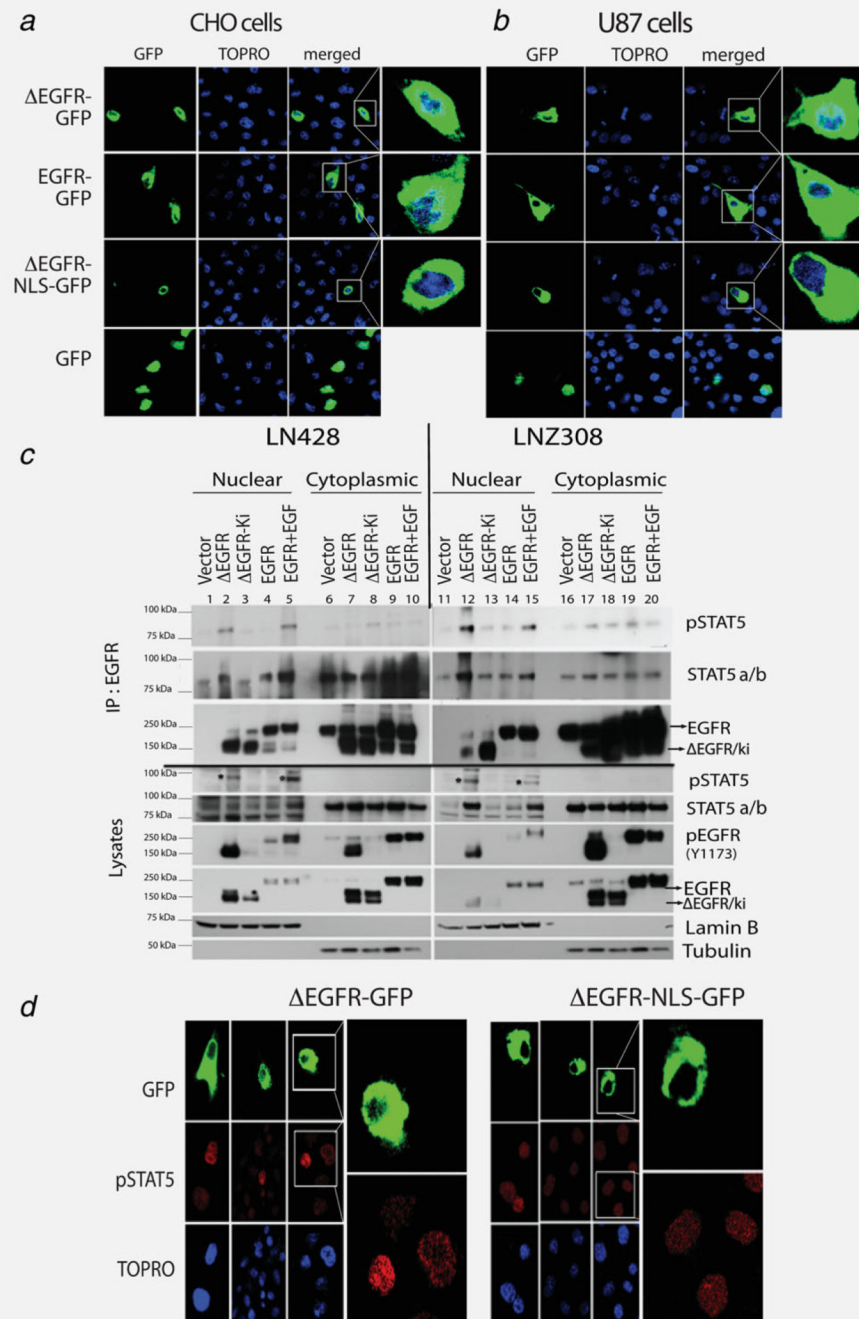 a CHO cells
GFP TOPRO merged
ΔEGFR-
GFP
EGFR-
GFP
ΔEGFR-
NLS-GFP
GFP
b U87 cells
GFP TOPRO merged
c LN428 LNZ308
Nuclear Cytoplasmic Nuclear Cytoplasmic
Vector ΔEGFR ΔEGFR-Ki EGFR EGFR+EGF Vector ΔEGFR ΔEGFR-Ki EGFR EGFR+EGF Vector ΔEGFR ΔEGFR-Ki EGFR EGFR+EGF Vector ΔEGFR ΔEGFR-Ki EGFR EGFR+EGF
1 2 3 4 5 6 7 8 9 10 11 12 13 14 15 16 17 18 19 20
IP : EGFR
100 kDa
75 kDa
pSTAT5
100 kDa
75 kDa
STAT5 a/b
250 kDa
150 kDa
EGFR
ΔEGFR/ki
Lysates
100 kDa
pSTAT5
100 kDa
75 kDa
STAT5 a/b
250 kDa
150 kDa
pEGFR
(Y1173)
250 kDa
150 kDa
EGFR
ΔEGFR/ki
75 kDa
Lamin B
50 kDa
Tubulin
d ΔEGFR-GFP ΔEGFR-NLS-GFP
GFP
pSTAT5
TOPRO